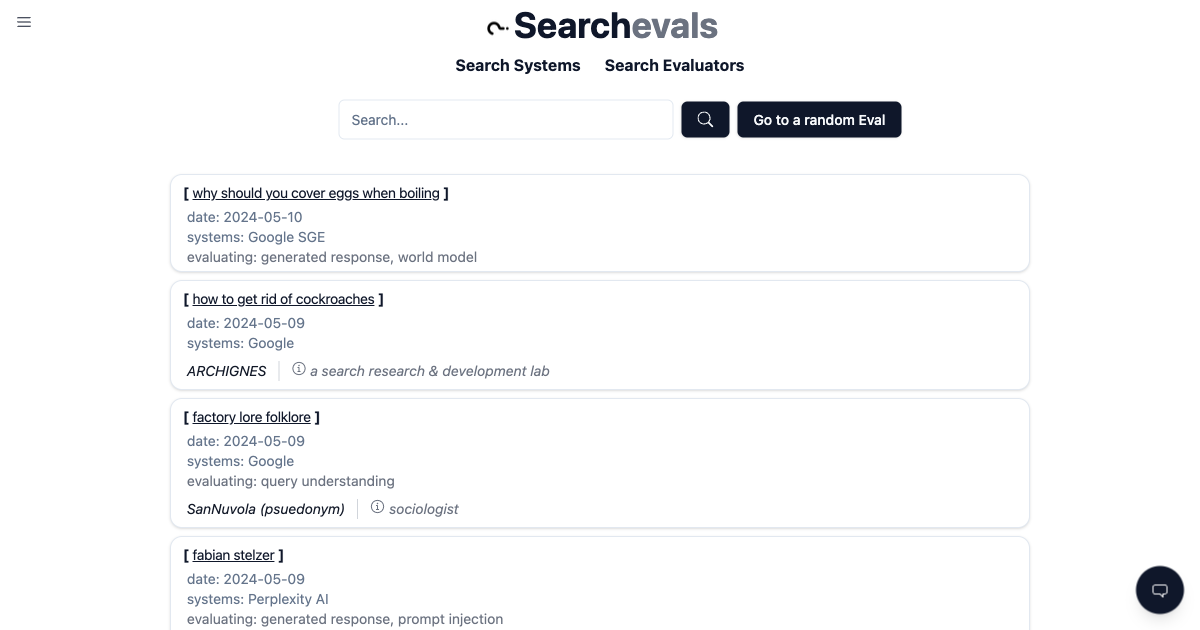 Searchevals
Search Systems Search Evaluators
Search... Go to a random Eval
[ why should you cover eggs when boiling ]
date: 2024-05-10
systems: Google SGE
evaluating: generated response, world model
[ how to get rid of cockroaches ]
date: 2024-05-09
systems: Google
ARCHIGNES a search research & development lab
[ factory lore folklore ]
date: 2024-05-09
systems: Google
evaluating: query understanding
SanNuvola (psuedonym) sociologist
[ fabian stelzer ]
date: 2024-05-09
systems: Perplexity AI
evaluating: generated response, prompt injection